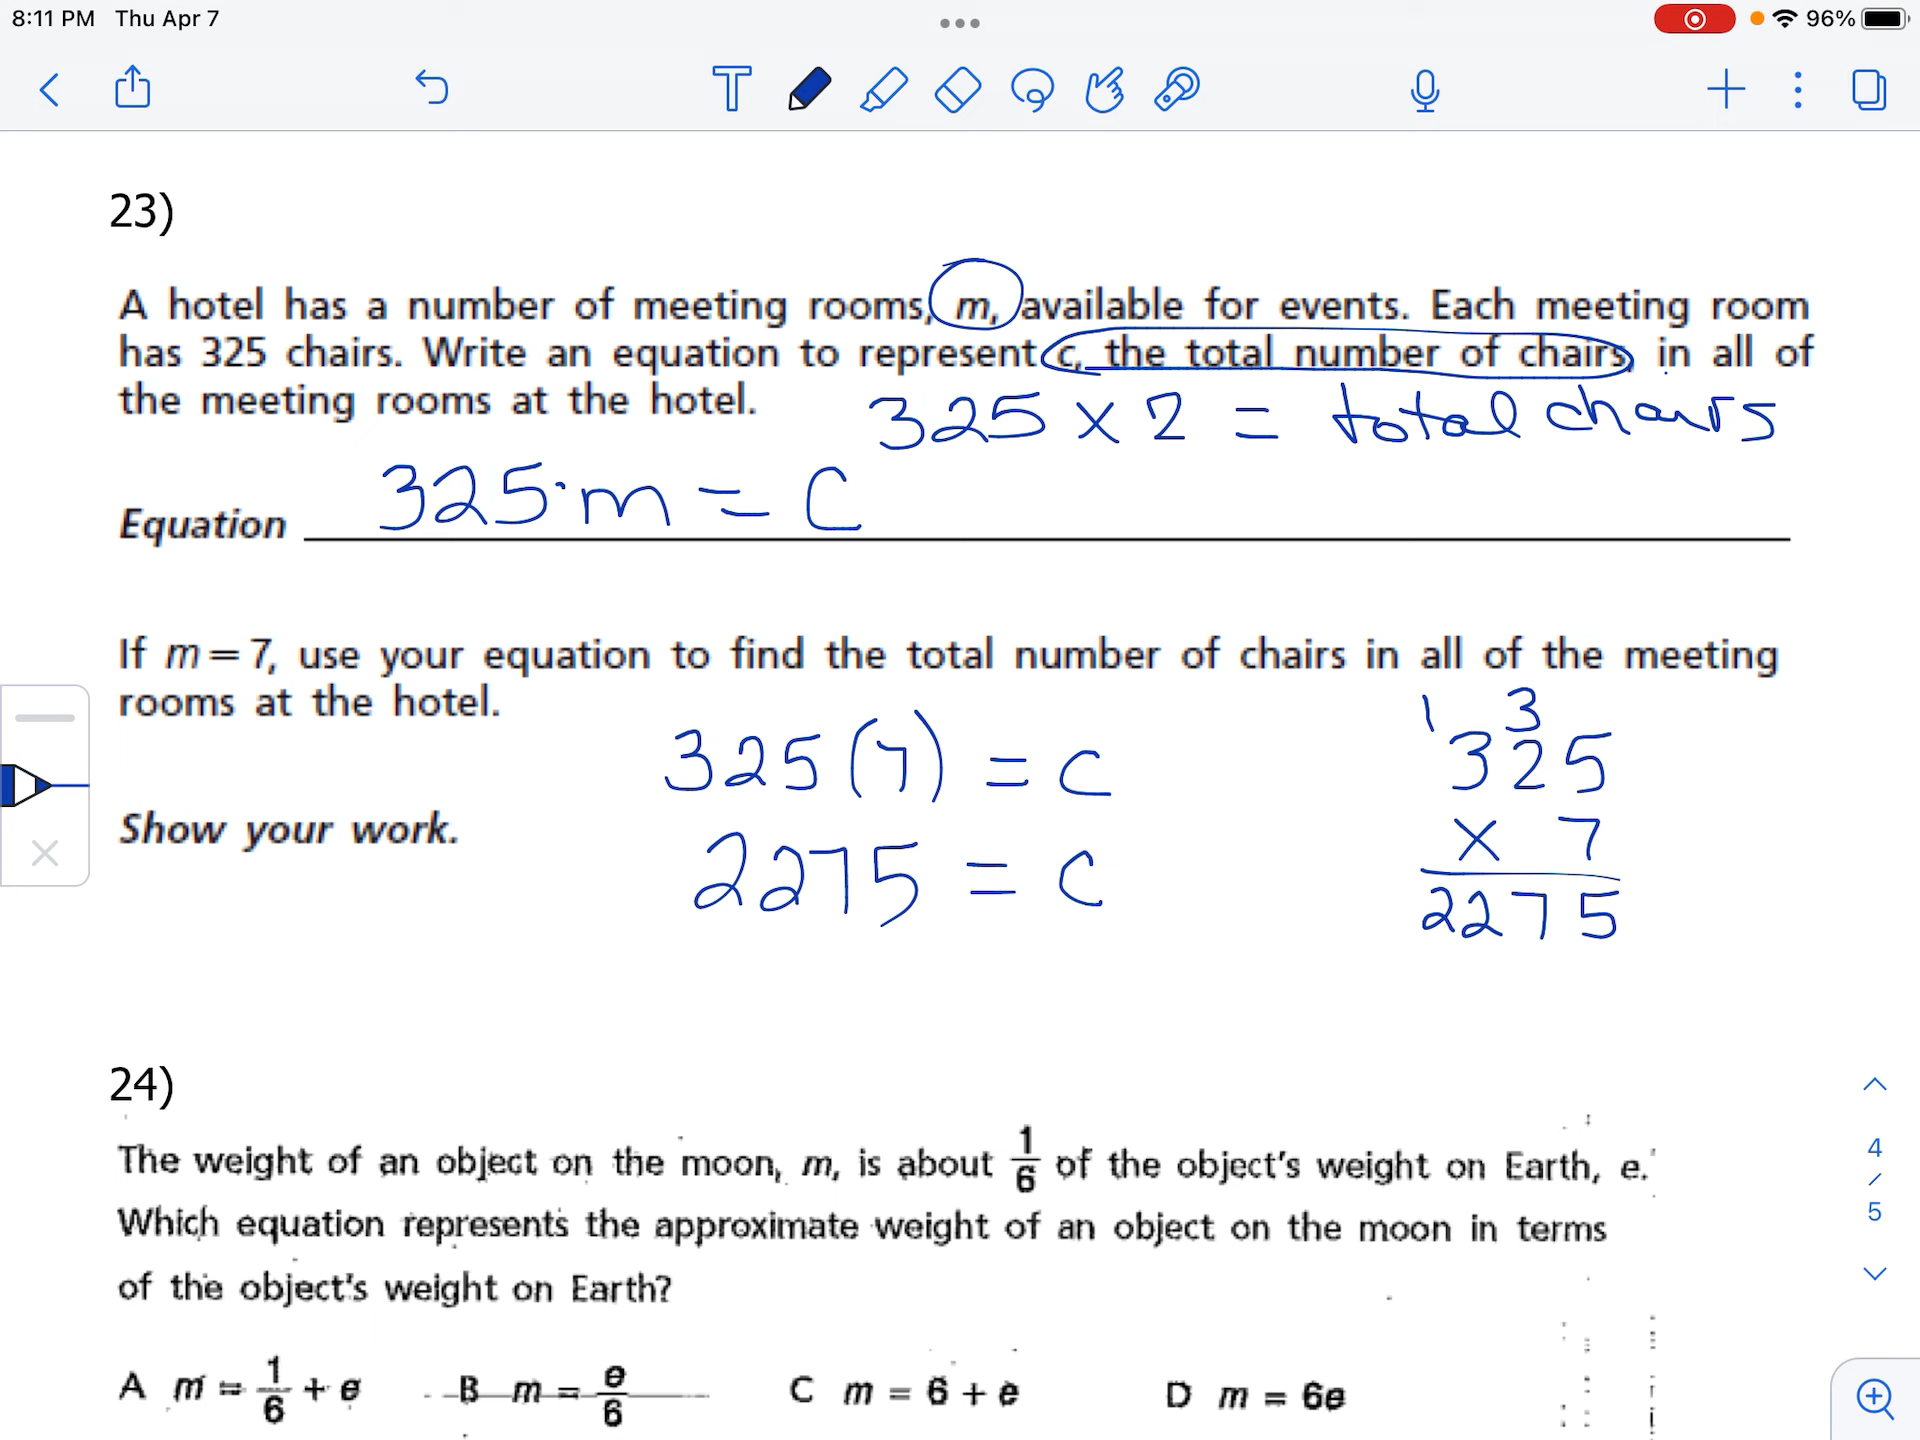 8:11 PM Thu Apr 7 96%
T
23)
A hotel has a number of meeting rooms, m, available for events. Each meeting room
has 325 chairs. Write an equation to represent c, the total number of chairs, in all of
the meeting rooms at the hotel.
325 x 2 = total chairs
Equation 325·m = C
If m = 7, use your equation to find the total number of chairs in all of the meeting
rooms at the hotel.
325(7) = C
Show your work.
2275 = C
1 3
325
x 7
2275
24)
The weight of an object on the moon, m, is about 1/6 of the object's weight on Earth, e.
Which equation represents the approximate weight of an object on the moon in terms
of the object's weight on Earth?
A m = 1/6 + e B m = e/6 C m = 6 + e D m = 6e
4
/
5